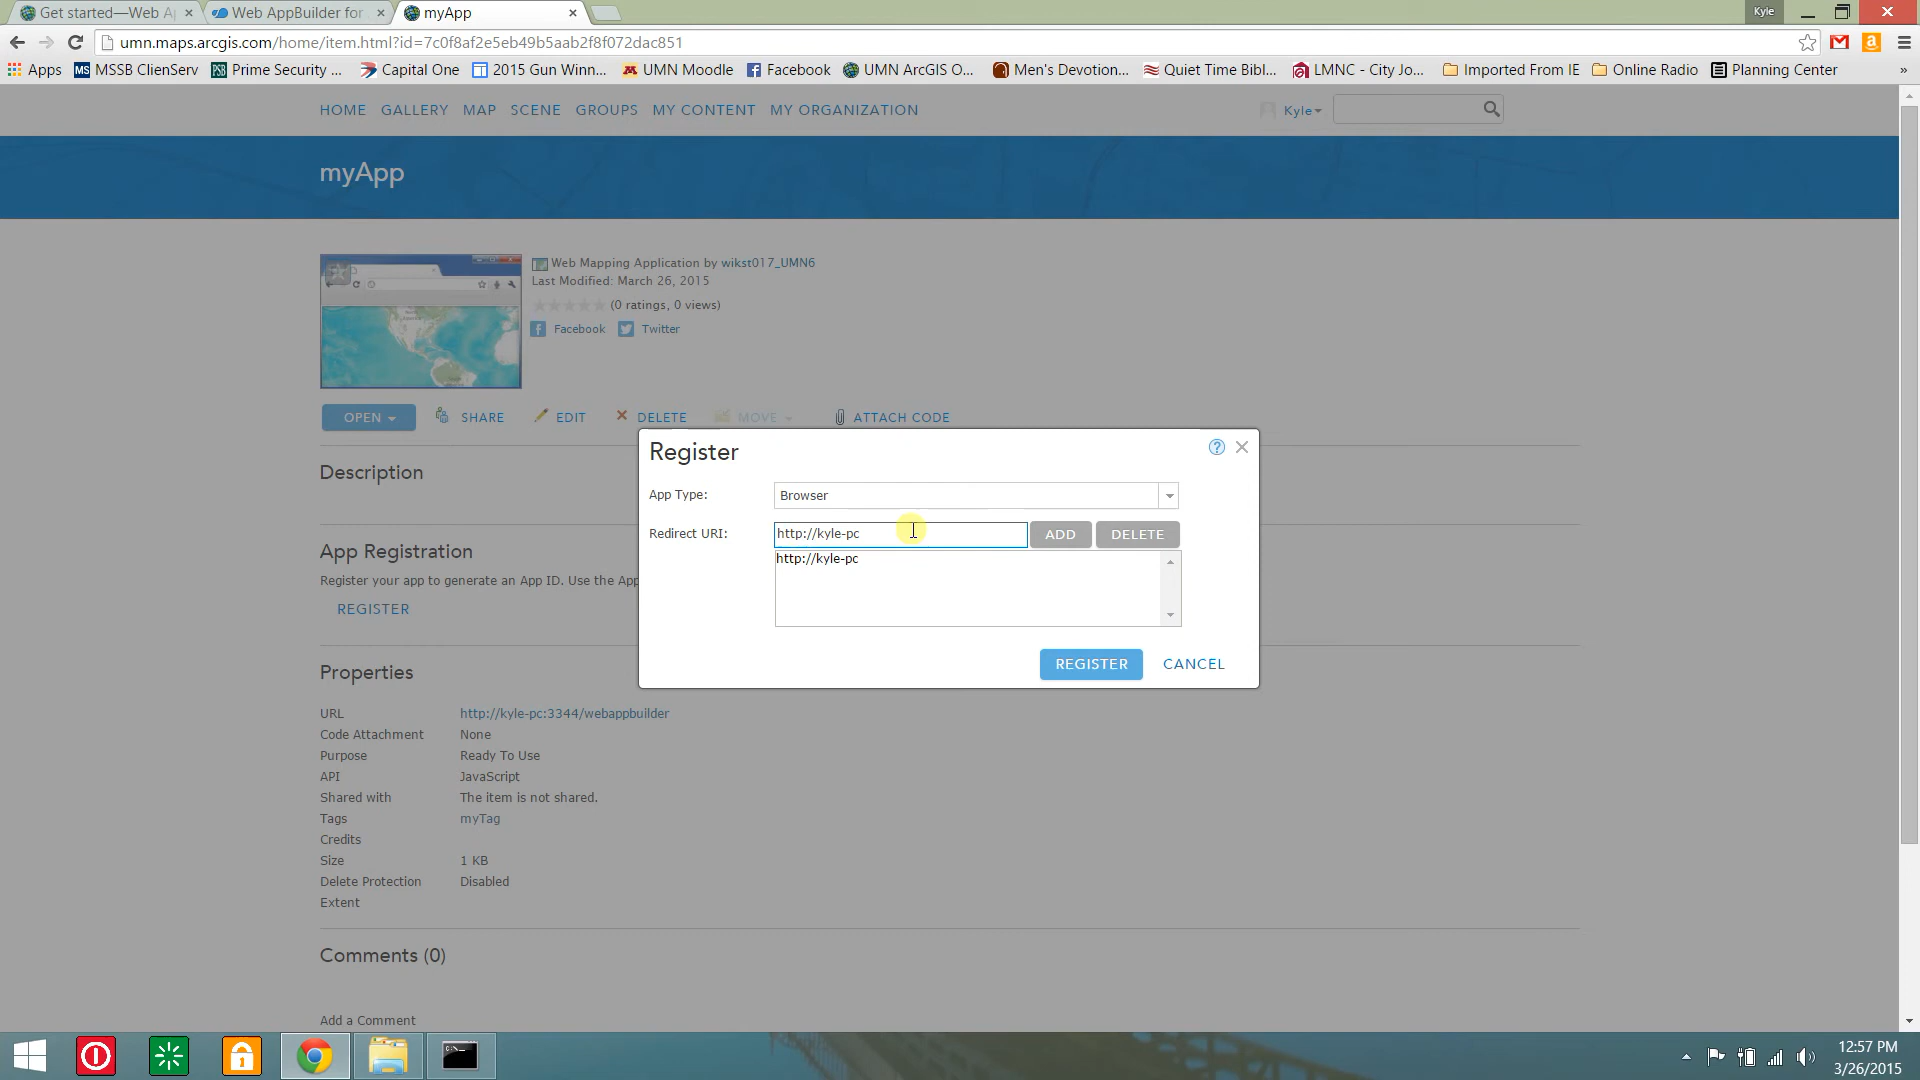 Get started—Web Ap
Web AppBuilder for
myApp
Kyle
umn.maps.arcgis.com/home/item.html?id=7c0f8af2e5eb49b5aab2f8f072dac851
Apps
MS MSSB ClienServ
PSB Prime Security ...
Capital One
2015 Gun Winn...
UMN Moodle
Facebook
UMN ArcGIS O...
Men's Devotion...
Quiet Time Bibl...
LMNC - City Jo...
Imported From IE
Online Radio
Planning Center
»
HOME GALLERY MAP SCENE GROUPS MY CONTENT MY ORGANIZATION
Kyle
myApp
Web Mapping Application by wikst017_UMN6
Last Modified: March 26, 2015
(0 ratings, 0 views)
Facebook Twitter
OPEN SHARE EDIT DELETE MOVE ATTACH CODE
Description
App Registration
Register your app to generate an App ID. Use the App
REGISTER
Register
App Type: Browser
Redirect URI: http://kyle-pc ADD DELETE
http://kyle-pc
REGISTER CANCEL
Properties
URL http://kyle-pc:3344/webappbuilder
Code Attachment None
Purpose Ready To Use
API JavaScript
Shared with The item is not shared.
Tags myTag
Credits
Size 1 KB
Delete Protection Disabled
Extent
Comments (0)
Add a Comment
12:57 PM
3/26/2015